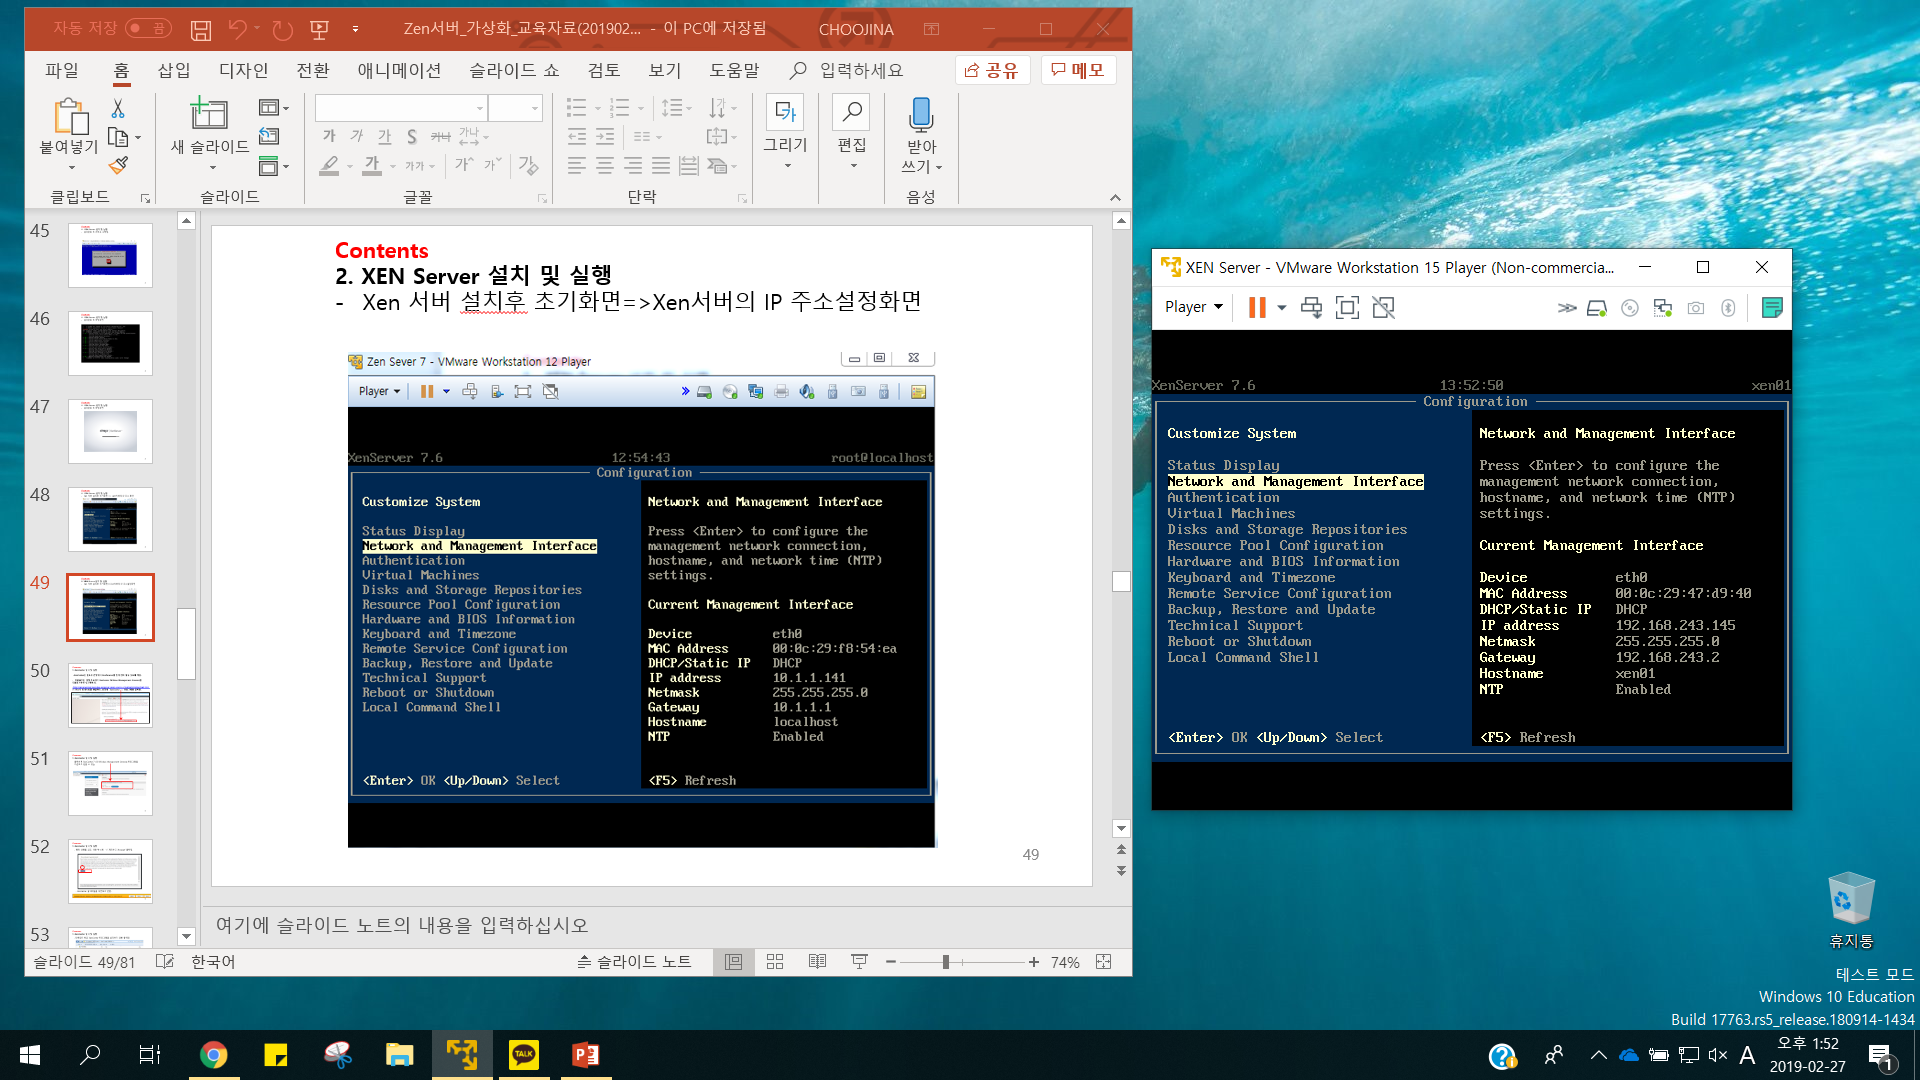 자동 저장 끔
Zen서버_가상화_교육자료(201902... - 이 PC에 저장됨
CHOOJINA
파일 홈 삽입 디자인 전환 애니메이션 슬라이드 쇼 검토 보기 도움말 입력하세요 공유 메모
붙여넣기
새 슬라이드
가 가 가 S 가나 가나
가 가가 가 가
그리기
편집
받아
쓰기
클립보드 슬라이드 글꼴 단락 음성
45
46
47
48
49
50
51
52
53
Contents
2. XEN Server 설치 및 실행
- Xen 서버 설치후 초기화면=>Xen서버의 IP 주소설정화면
Zen Sever 7 - VMware Workstation 12 Player
Player
XenServer 7.6 12:54:43 root@localhost
Configuration
Customize System
Status Display
Network and Management Interface
Authentication
Virtual Machines
Disks and Storage Repositories
Resource Pool Configuration
Hardware and BIOS Information
Keyboard and Timezone
Remote Service Configuration
Backup, Restore and Update
Technical Support
Reboot or Shutdown
Local Command Shell
<Enter> OK <Up/Down> Select
Network and Management Interface
Press <Enter> to configure the
management network connection,
hostname, and network time (NTP)
settings.
Current Management Interface
Device eth0
MAC Address 00:0c:29:f8:54:ea
DHCP/Static IP DHCP
IP address 10.1.1.141
Netmask 255.255.255.0
Gateway 10.1.1.1
Hostname localhost
NTP Enabled
<F5> Refresh
49
여기에 슬라이드 노트의 내용을 입력하십시오
슬라이드 49/81 한국어 슬라이드 노트 74%
XEN Server - VMware Workstation 15 Player (Non-commercia...
Player
XenServer 7.6 13:52:50 xen01
Configuration
Customize System
Status Display
Network and Management Interface
Authentication
Virtual Machines
Disks and Storage Repositories
Resource Pool Configuration
Hardware and BIOS Information
Keyboard and Timezone
Remote Service Configuration
Backup, Restore and Update
Technical Support
Reboot or Shutdown
Local Command Shell
<Enter> OK <Up/Down> Select
Network and Management Interface
Press <Enter> to configure the
management network connection,
hostname, and network time (NTP)
settings.
Current Management Interface
Device eth0
MAC Address 00:0c:29:47:d9:40
DHCP/Static IP DHCP
IP address 192.168.243.145
Netmask 255.255.255.0
Gateway 192.168.243.2
Hostname xen01
NTP Enabled
<F5> Refresh
휴지통
테스트 모드
Windows 10 Education
Build 17763.rs5_release.180914-1434
TALK
A
오후 1:52
2019-02-27
1